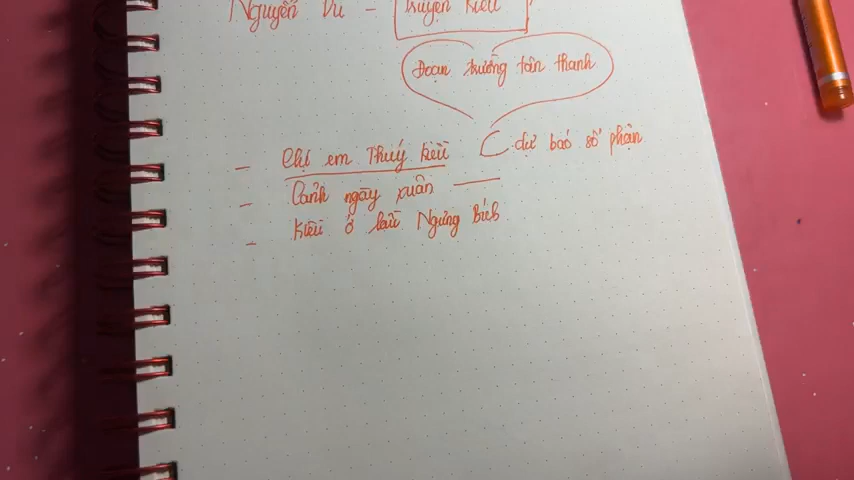 Nguyễn Du - Truyện Kiều
Đoạn trường tân thanh
- Chị em Thuý Kiều dự báo số phận
- Cảnh ngày xuân
- Kiều ở lầu Ngưng Bích